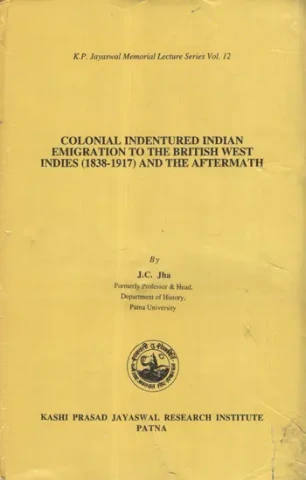 K.P. Jayaswal Memorial Lecture Series Vol. 12
COLONIAL INDENTURED INDIAN
EMIGRATION TO THE BRITISH WEST
INDIES (1838-1917) AND THE AFTERMATH
By
J.C. Jha
Formerly Professor & Head,
Department of History,
Patna University
KASHI PRASAD JAYASWAL RESEARCH INSTITUTE
PATNA